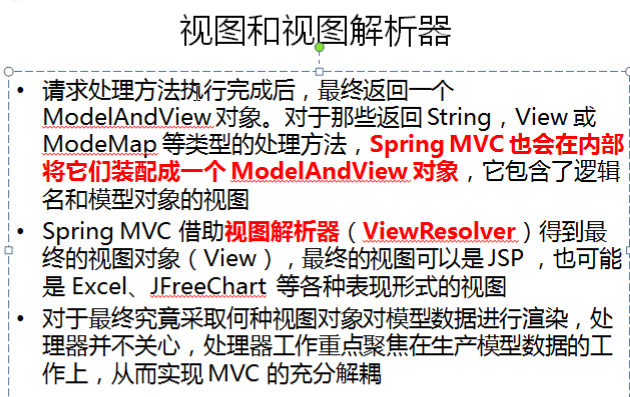 视图和视图解析器
• 请求处理方法执行完成后，最终返回一个
ModelAndView 对象。对于那些返回 String，View 或
ModeMap 等类型的处理方法，Spring MVC 也会在内部
将它们装配成一个 ModelAndView 对象，它包含了逻辑
名和模型对象的视图
• Spring MVC 借助视图解析器（ViewResolver）得到最
终的视图对象（View），最终的视图可以是 JSP ，也可能
是 Excel、JFreeChart 等各种表现形式的视图
• 对于最终究竟采取何种视图对象对模型数据进行渲染，处
理器并不关心，处理器工作重点聚焦在生产模型数据的工
作上，从而实现 MVC 的充分解耦